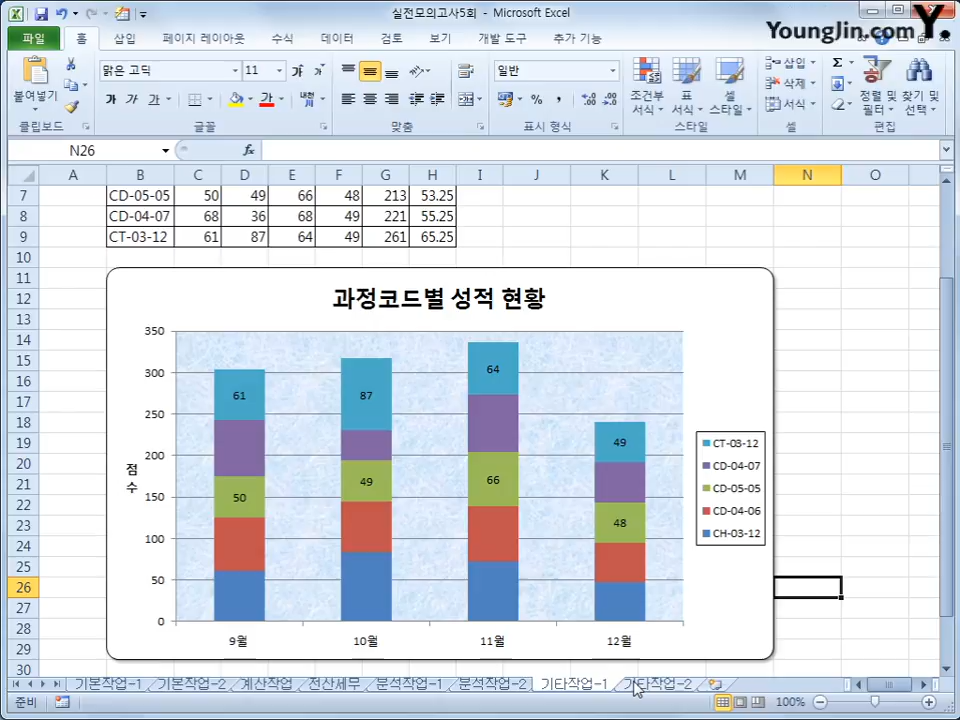 실전모의고사5회 - Microsoft Excel
Younglin.com Y.
파일 홈 삽입 페이지 레이아웃 수식 데이터 검토 보기 개발 도구 추가 기능
붙여넣기
맑은 고딕 11
가 가 가
일반
조건부 서식
표 서식
셀 스타일
삽입
삭제
서식
정렬 및 필터
찾기 및 선택
클립보드 글꼴 맞춤 표시 형식 스타일 셀 편집
N26 fx
A B C D E F G H I J K L M N O
7 CD-05-05 50 49 66 48 213 53.25
8 CD-04-07 68 36 68 49 221 55.25
9 CT-03-12 61 87 64 49 261 65.25
10
11
12
13
14
15
16
17
18
19
20
21
22
23
24
25
26
27
28
29
30
과정코드별 성적 현황
350
300
250
200
150
100
50
0
점수
61 87 64 49
50 49 66 48
9월 10월 11월 12월
CT-03-12
CD-04-07
CD-05-05
CD-04-06
CH-03-12
기본작업-1 기본작업-2 계산작업 전산세무 분석작업-1 분석작업-2 기타작업-1 기타작업-2
준비 100%